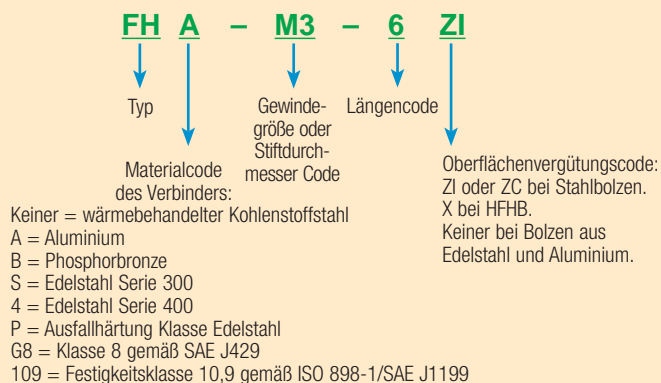 FH A – M3 – 6 ZI
Typ
Gewinde-
größe oder
Stiftdurch-
messer Code
Längencode
Materialcode
des Verbinders:
Keiner = wärmebehandelter Kohlenstoffstahl
A = Aluminium
B = Phosphorbronze
S = Edelstahl Serie 300
4 = Edelstahl Serie 400
P = Ausfallhärtung Klasse Edelstahl
G8 = Klasse 8 gemäß SAE J429
109 = Festigkeitsklasse 10,9 gemäß ISO 898-1/SAE J1199
Oberflächenvergütungscode:
ZI oder ZC bei Stahlbolzen.
X bei HFHB.
Keiner bei Bolzen aus
Edelstahl und Aluminium.